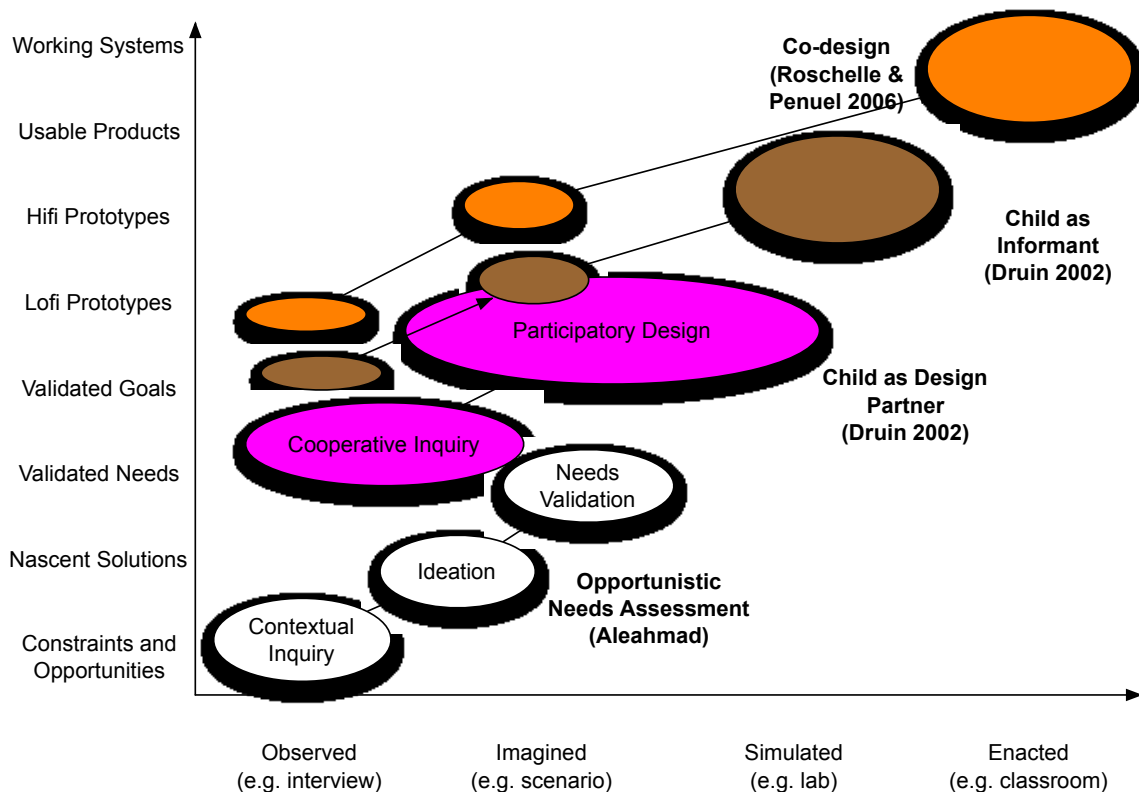 Working Systems
Co-design
(Roschelle &
Penuel 2006)
Usable Products
Hifi Prototypes
Child as
Informant
(Druin 2002)
Lofi Prototypes
Participatory Design
Validated Goals
Child as Design
Partner
(Druin 2002)
Cooperative Inquiry
Validated Needs
Needs
Validation
Nascent Solutions
Ideation
Opportunistic
Needs Assessment
(Aleahmad)
Contextual
Inquiry
Constraints and
Opportunities
Observed
(e.g. interview)
Imagined
(e.g. scenario)
Simulated
(e.g. lab)
Enacted
(e.g. classroom)